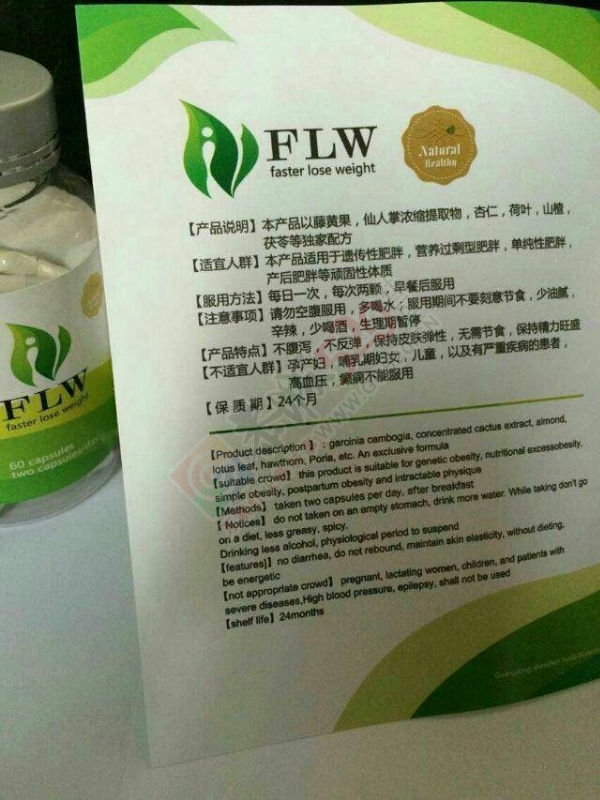 FLW
faster lose weight
Natural
Healthy
【产品说明】本产品以藤黄果，仙人掌浓缩提取物，杏仁，荷叶，山楂，
茯苓等独家配方
【适宜人群】本产品适用于遗传性肥胖，营养过剩型肥胖，单纯性肥胖，
产后肥胖等顽固性体质
【服用方法】每日一次，每次两颗，早餐后服用
【注意事项】请勿空腹服用，多喝水；服用期间不要刻意节食，少油腻，
辛辣，少喝酒，生理期暂停
【产品特点】不腹泻，不反弹，保持皮肤弹性，无需节食，保持精力旺盛
【不适宜人群】孕产妇，哺乳期妇女，儿童，以及有严重疾病的患者，
高血压，癫痫不能服用
【保 质 期】24个月
【Product description 】：garcinia cambogia, concentrated cactus extract, almond,
lotus leaf, hawthorn, Poria, etc. An exclusive formula
【suitable crowd】 this product is suitable for genetic obesity, nutritional excessobesity,
simple obesity, postpartum obesity and intractable physique
【Methods】 taken two capsules per day, after breakfast
【 Notices】 do not taken on an empty stomach, drink more water. While taking don't go
on a diet, less greasy, spicy,
Drinking less alcohol, physiological period to suspend
【features]】no diarrhea, do not rebound, maintain skin elasticity, without dieting,
be energetic
【not appropriate crowd】 pregnant, lactating women, children, and patients with
severe diseases,High blood pressure, epilepsy, shall not be used
【shelf life】24months
FLW
faster lose weight
60 capsules
two capsules/day
Guangdong Shenzhen